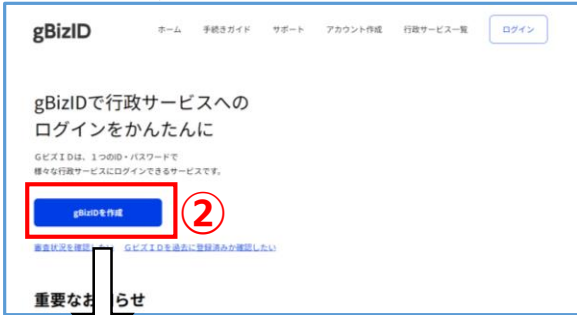 gBizID
ホーム 手続きガイド サポート アカウント作成 行政サービス一覧 ログイン
gBizIDで行政サービスへの
ログインをかんたんに
GビズIDは、1つのID・パスワードで
様々な行政サービスにログインできるサービスです。
gBizIDを作成
②
審査状況を確認したい GビズIDを過去に登録済みか確認したい
重要なお らせ